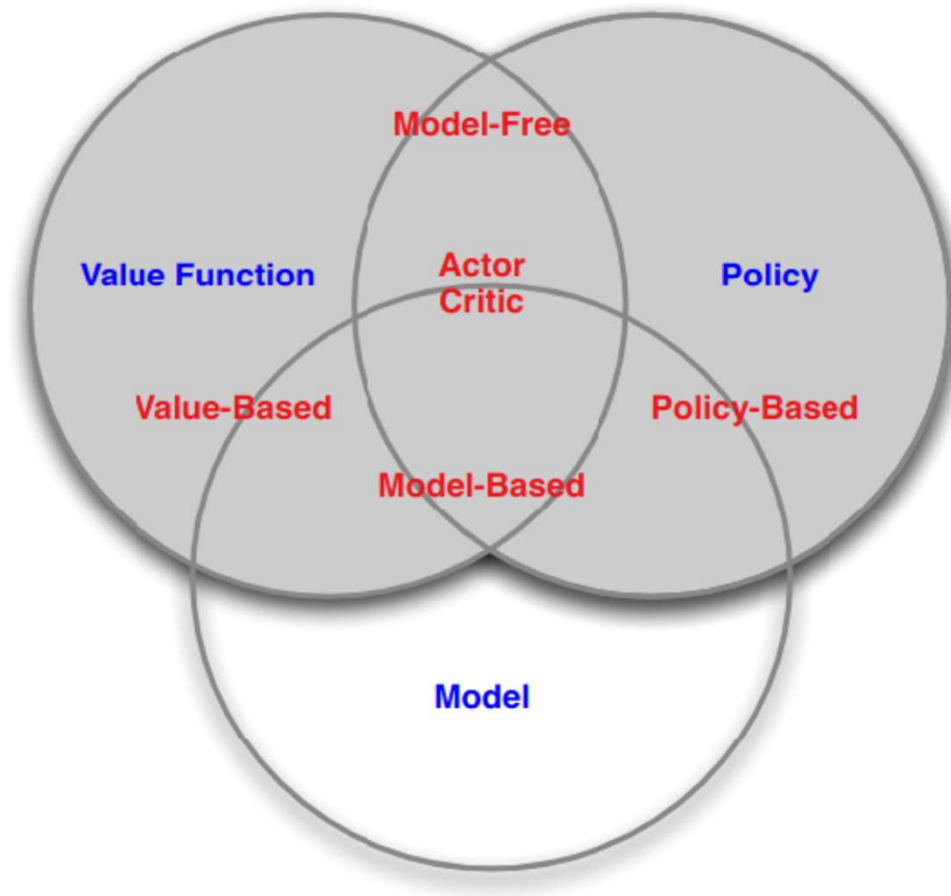 Model-Free
Value Function
Actor
Critic
Policy
Value-Based
Policy-Based
Model-Based
Model